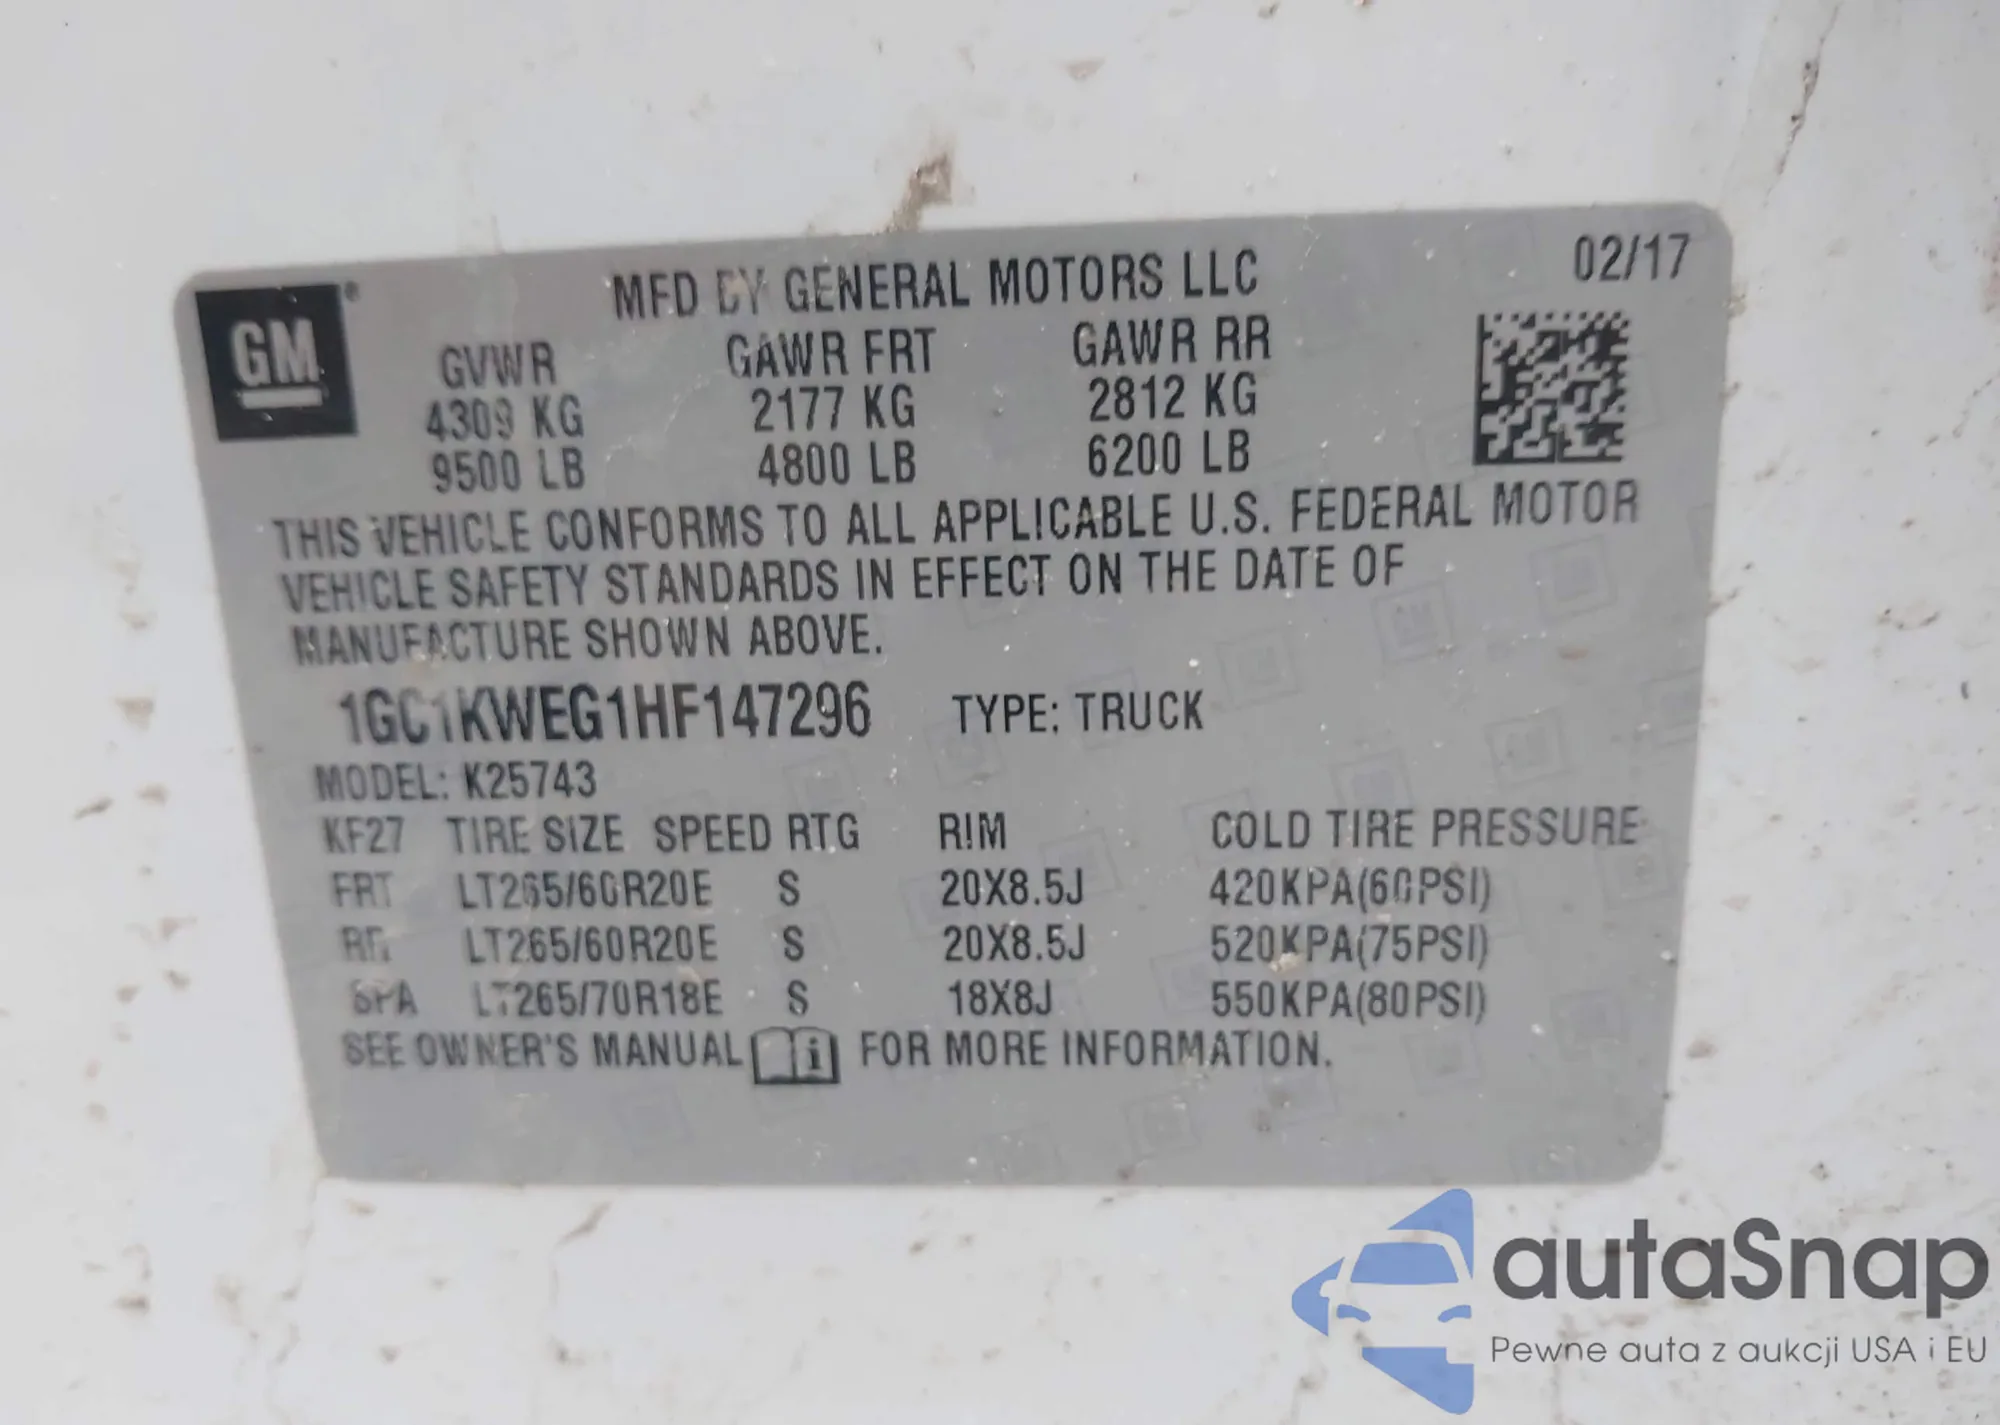 GM®
MFD BY GENERAL MOTORS LLC 02/17
GVWR GAWR FRT GAWR RR
4309 KG 2177 KG 2812 KG
9500 LB 4800 LB 6200 LB
THIS VEHICLE CONFORMS TO ALL APPLICABLE U.S. FEDERAL MOTOR
VEHICLE SAFETY STANDARDS IN EFFECT ON THE DATE OF
MANUFACTURE SHOWN ABOVE.
1GC1KWEG1HF147296 TYPE: TRUCK
MODEL: K25743
KF27 TIRE SIZE SPEED RTG RIM COLD TIRE PRESSURE
FRT LT265/60R20E S 20X8.5J 420KPA(60PSI)
RR LT265/60R20E S 20X8.5J 520KPA(75PSI)
SPA LT265/70R18E S 18X8J 550KPA(80PSI)
SEE OWNER'S MANUAL i FOR MORE INFORMATION.
autaSnap
Pewne auta z aukcji USA i EU